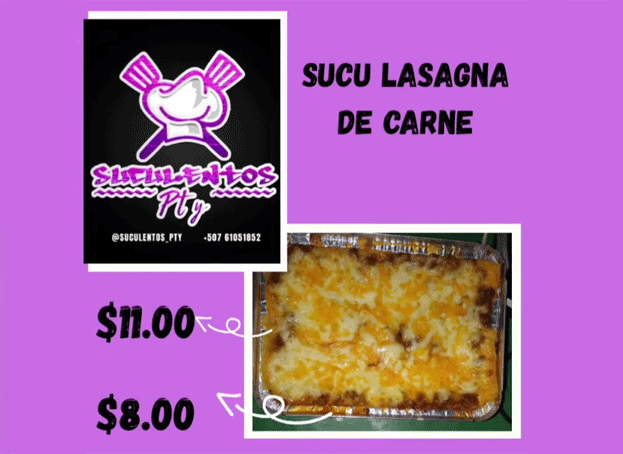 SUCU LASAGNA
DE CARNE
SUCULENTOS
Pty
@SUCULENTOS_PTY +507 61051852
$11.00
$8.00